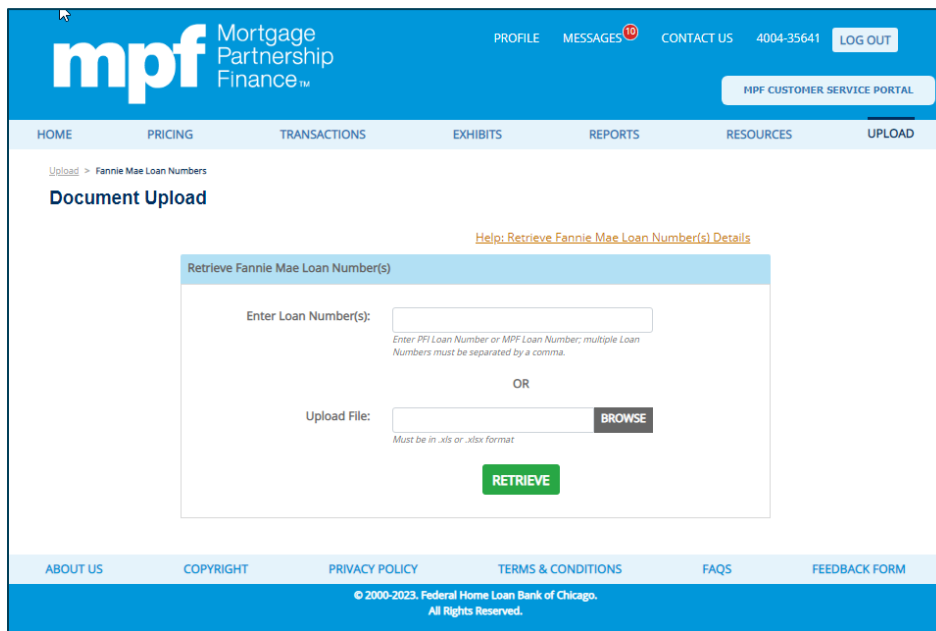 mpf Mortgage
Partnership
Finance™
PROFILE MESSAGES 10 CONTACT US 4004-35641 LOG OUT
MPF CUSTOMER SERVICE PORTAL
HOME PRICING TRANSACTIONS EXHIBITS REPORTS RESOURCES UPLOAD
Upload > Fannie Mae Loan Numbers
Document Upload
Help: Retrieve Fannie Mae Loan Number(s) Details
Retrieve Fannie Mae Loan Number(s)
Enter Loan Number(s):
Enter PFI Loan Number or MPF Loan Number; multiple Loan
Numbers must be separated by a comma.
OR
Upload File: BROWSE
Must be in .xls or .xlsx format
RETRIEVE
ABOUT US COPYRIGHT PRIVACY POLICY TERMS & CONDITIONS FAQS FEEDBACK FORM
© 2000-2023. Federal Home Loan Bank of Chicago.
All Rights Reserved.